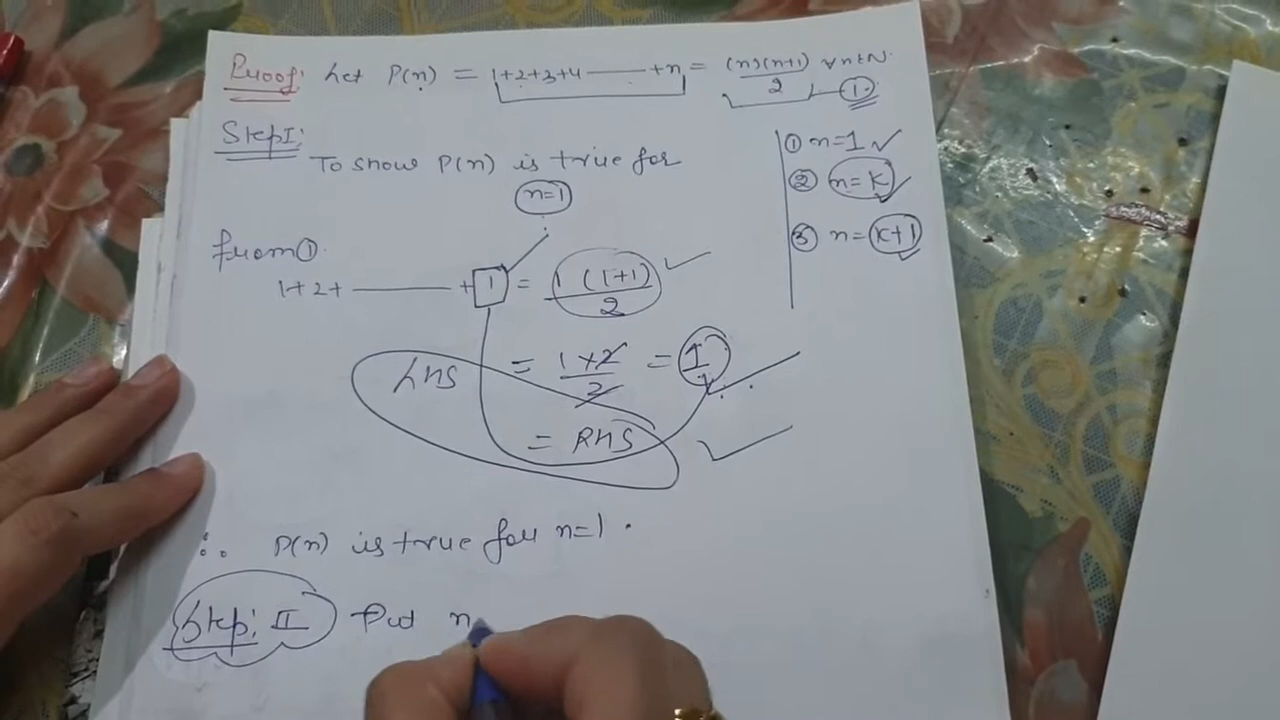 Proof: Let P(n) = 1+2+3+4 ——— +n = (n)(n+1)/2 ∀n∈N. ①
Step I:
To show P(n) is true for
n=1
① n=1 ✓
② n=K ✓
③ n=K+1
from ①.
1+2+ ——— + 1 = 1(1+1)/2 ✓
LHS = 1×2/2 = 1
= RHS ✓
∴ P(n) is true for n=1.
Step: II Put n